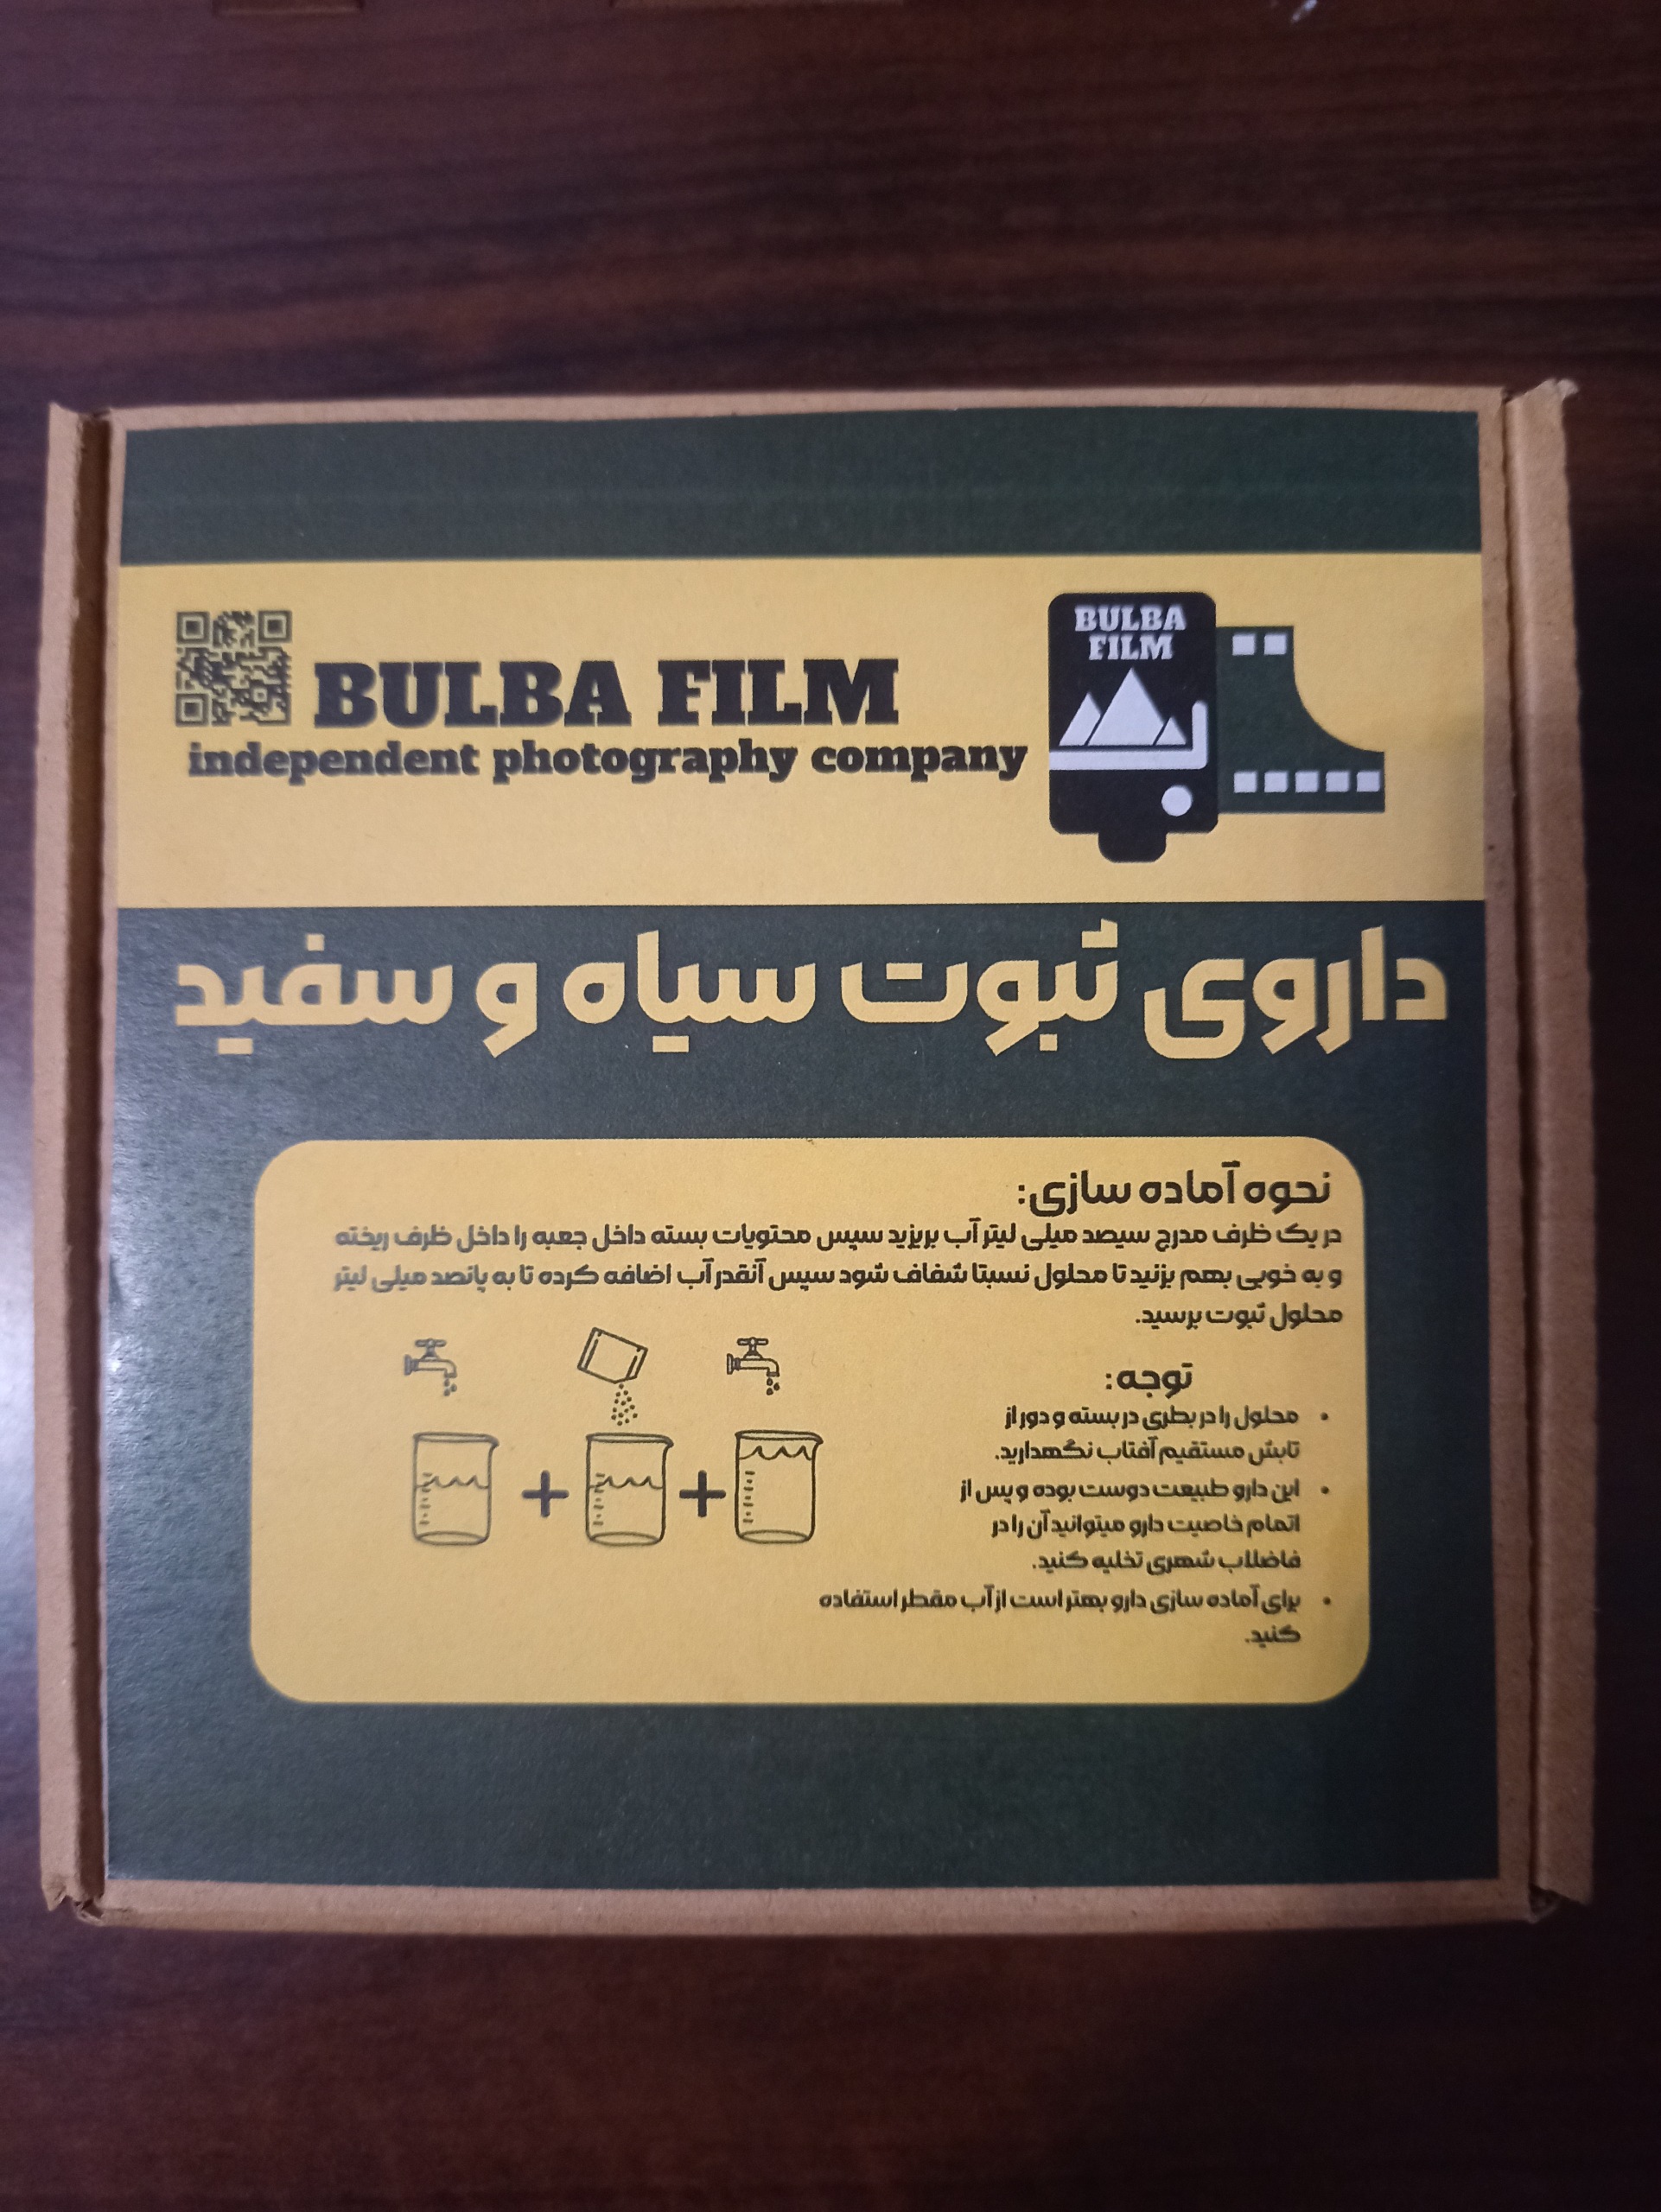 BULBA FILM
independent photography company
BULBA
FILM
داروی ثبوت سیاه و سفید
نحوه آماده سازی:
در یک ظرف مدرج سیصد میلی لیتر آب بریزید سپس محتویات بسته داخل جعبه را داخل ظرف ریخته
و به خوبی بهم بزنید تا محلول نسبتا شفاف شود سپس آنقدر آب اضافه کرده تا به پانصد میلی لیتر
محلول ثبوت برسید.
توجه:
• محلول را در بطری در بسته و دور از
تابش مستقیم آفتاب نگهدارید.
• این دارو طبیعت دوست بوده و پس از
اتمام خاصیت دارو میتوانید آن را در
فاضلاب شهری تخلیه کنید.
• برای آماده سازی دارو بهتر است از آب مقطر استفاده
کنید.